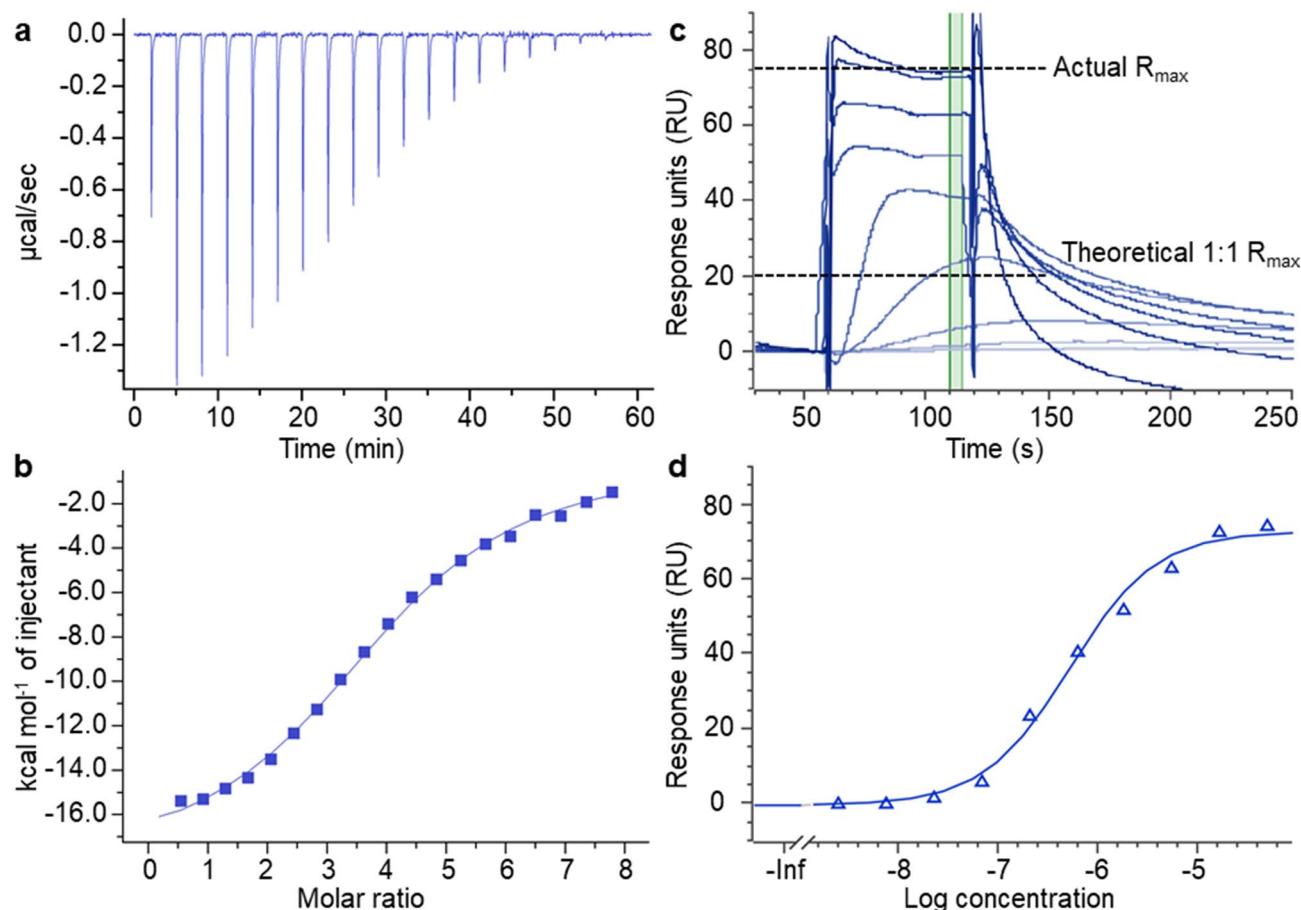 a
0.0
-0.2
-0.4
-0.6
-0.8
-1.0
-1.2
µcal/sec
0 10 20 30 40 50 60
Time (min)
b
-2.0
-4.0
-6.0
-8.0
-10.0
-12.0
-14.0
-16.0
kcal mol-1 of injectant
0 1 2 3 4 5 6 7 8
Molar ratio
c
80
60
40
20
0
Response units (RU)
Actual Rmax
Theoretical 1:1 Rmax
50 100 150 200 250
Time (s)
d
80
60
40
20
0
Response units (RU)
-Inf -8 -7 -6 -5
Log concentration